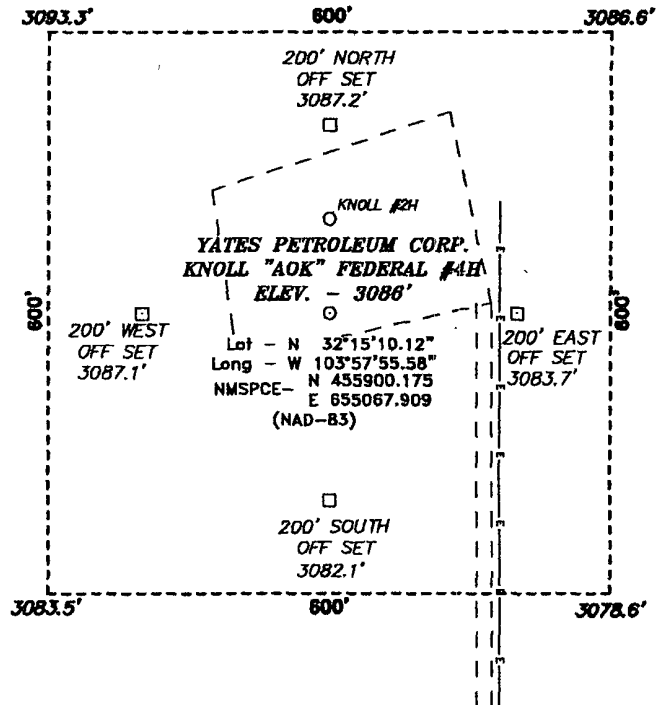 3093.3'
600'
3086.6'
200' NORTH
OFF SET
3087.2'
KNOLL #2H
YATES PETROLEUM CORP.
KNOLL "AOK" FEDERAL #4H
ELEV. - 3086'
600'
600'
200' WEST
OFF SET
3087.1'
Lat - N 32°15'10.12"
Long - W 103°57'55.58"
NMSPCE- N 455900.175
E 655067.909
(NAD-83)
200' EAST
OFF SET
3083.7'
E
E
E
E
E
E
E
200' SOUTH
OFF SET
3082.1'
3083.5'
600'
3078.6'